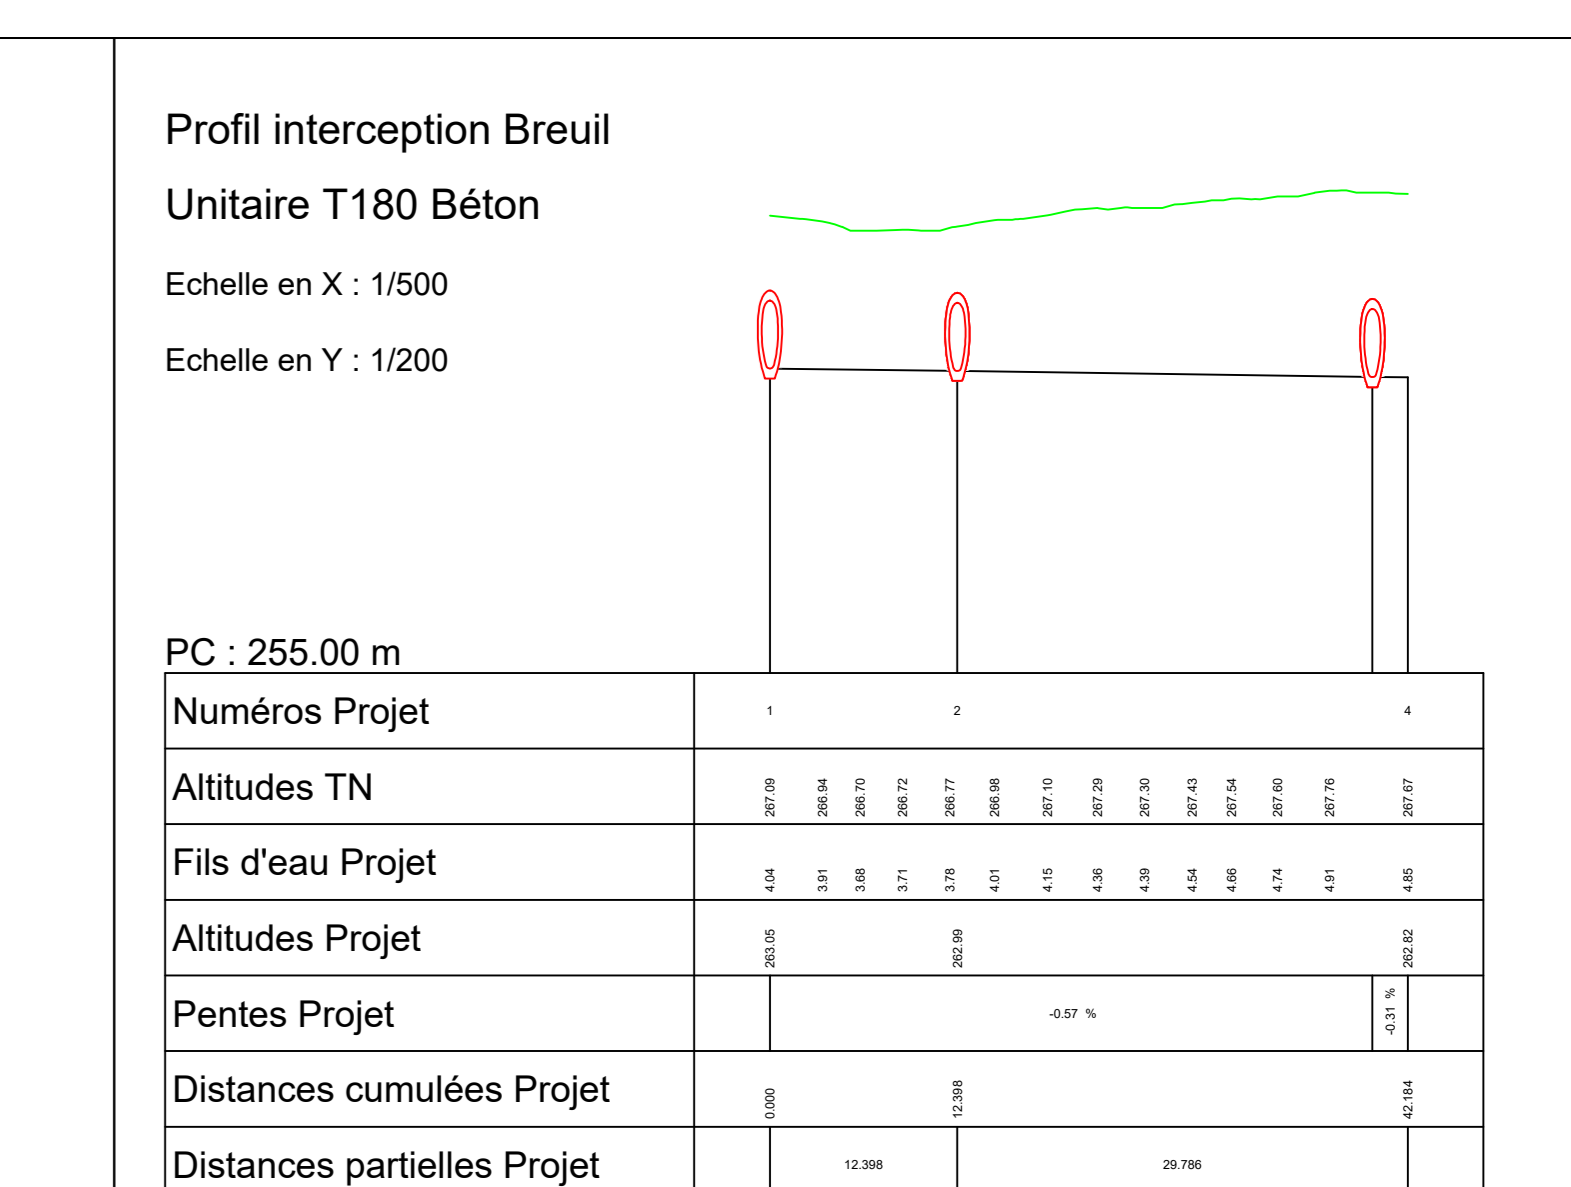 Profil interception Breuil
Unitaire T180 Béton
Echelle en X : 1/500
Echelle en Y : 1/200
PC : 255.00 m
Numéros Projet 1 2 4
Altitudes TN 267.09 266.94 266.70 266.72 266.77 266.98 267.10 267.29 267.30 267.43 267.54 267.60 267.76 267.67
Fils d'eau Projet 4.04 3.91 3.68 3.71 3.78 4.01 4.15 4.36 4.39 4.54 4.66 4.74 4.91 4.85
Altitudes Projet 263.05 262.99 262.82
Pentes Projet -0.57 % -0.31 %
Distances cumulées Projet 0.000 12.398 42.184
Distances partielles Projet 12.398 29.786